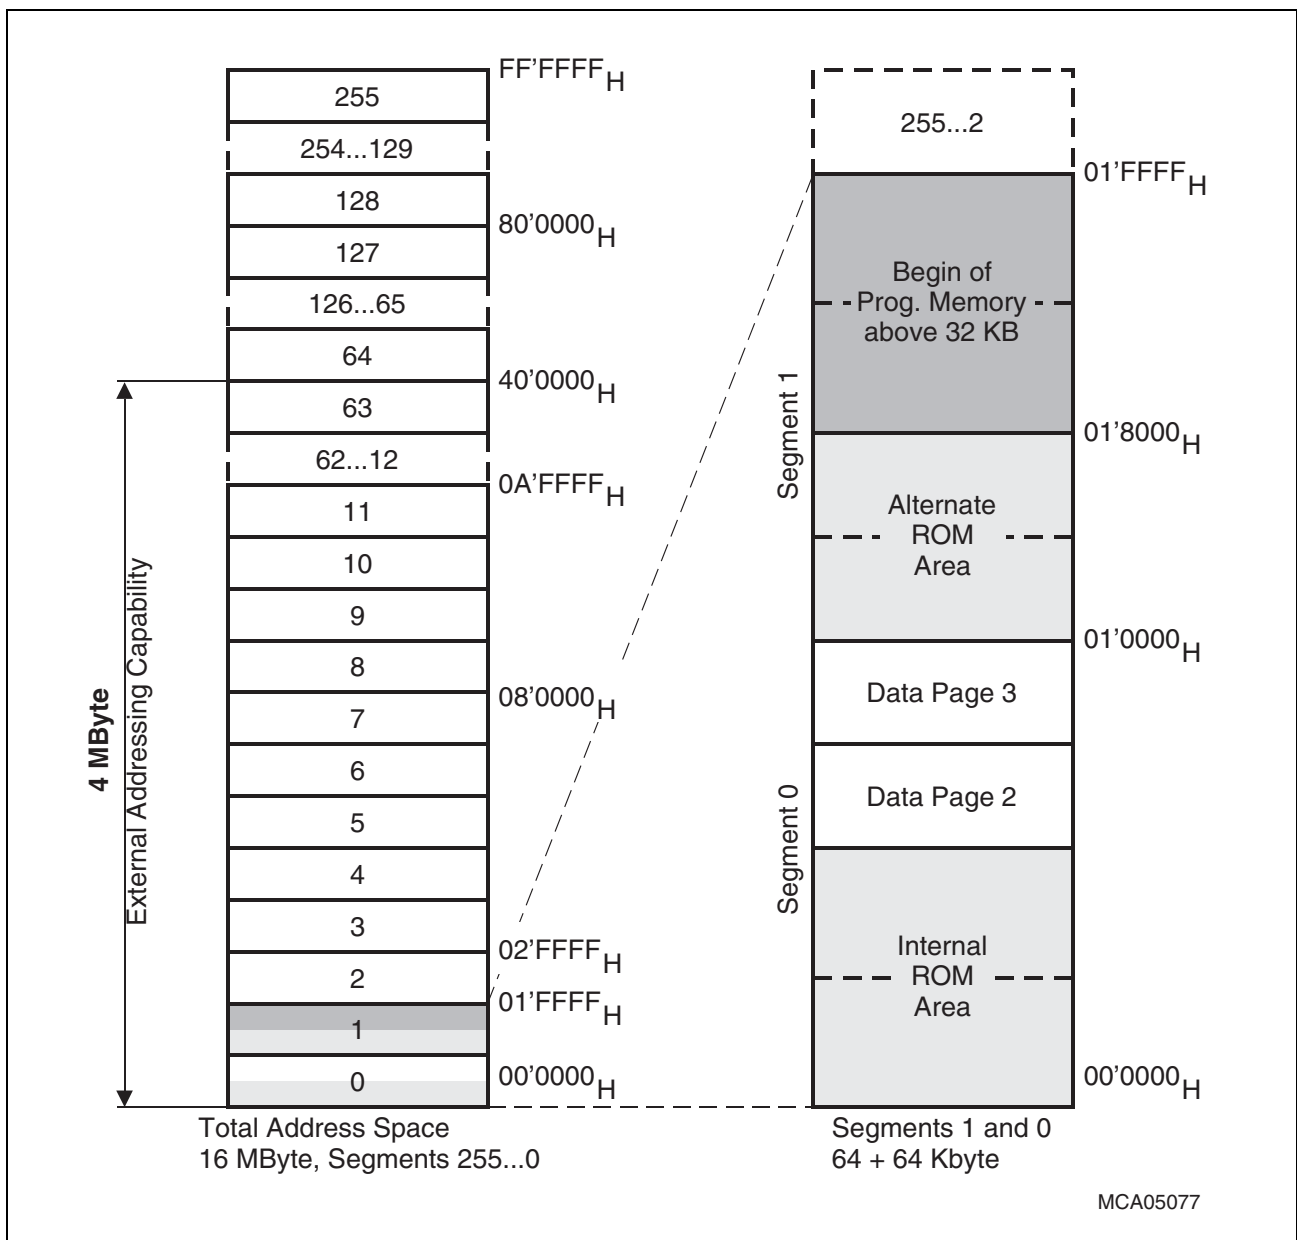 FF'FFFFH
255
254...129
128
80'0000H
127
126...65
64
40'0000H
63
62...12
0A'FFFFH
11
10
9
8
08'0000H
7
6
5
4
3
02'FFFFH
2
01'FFFFH
1
00'0000H
0
4 MByte
External Addressing Capability
Total Address Space
16 MByte, Segments 255...0
255...2
01'FFFFH
Begin of
Prog. Memory
above 32 KB
Segment 1
01'8000H
Alternate
ROM
Area
01'0000H
Data Page 3
Data Page 2
Segment 0
Internal
ROM
Area
00'0000H
Segments 1 and 0
64 + 64 Kbyte
MCA05077